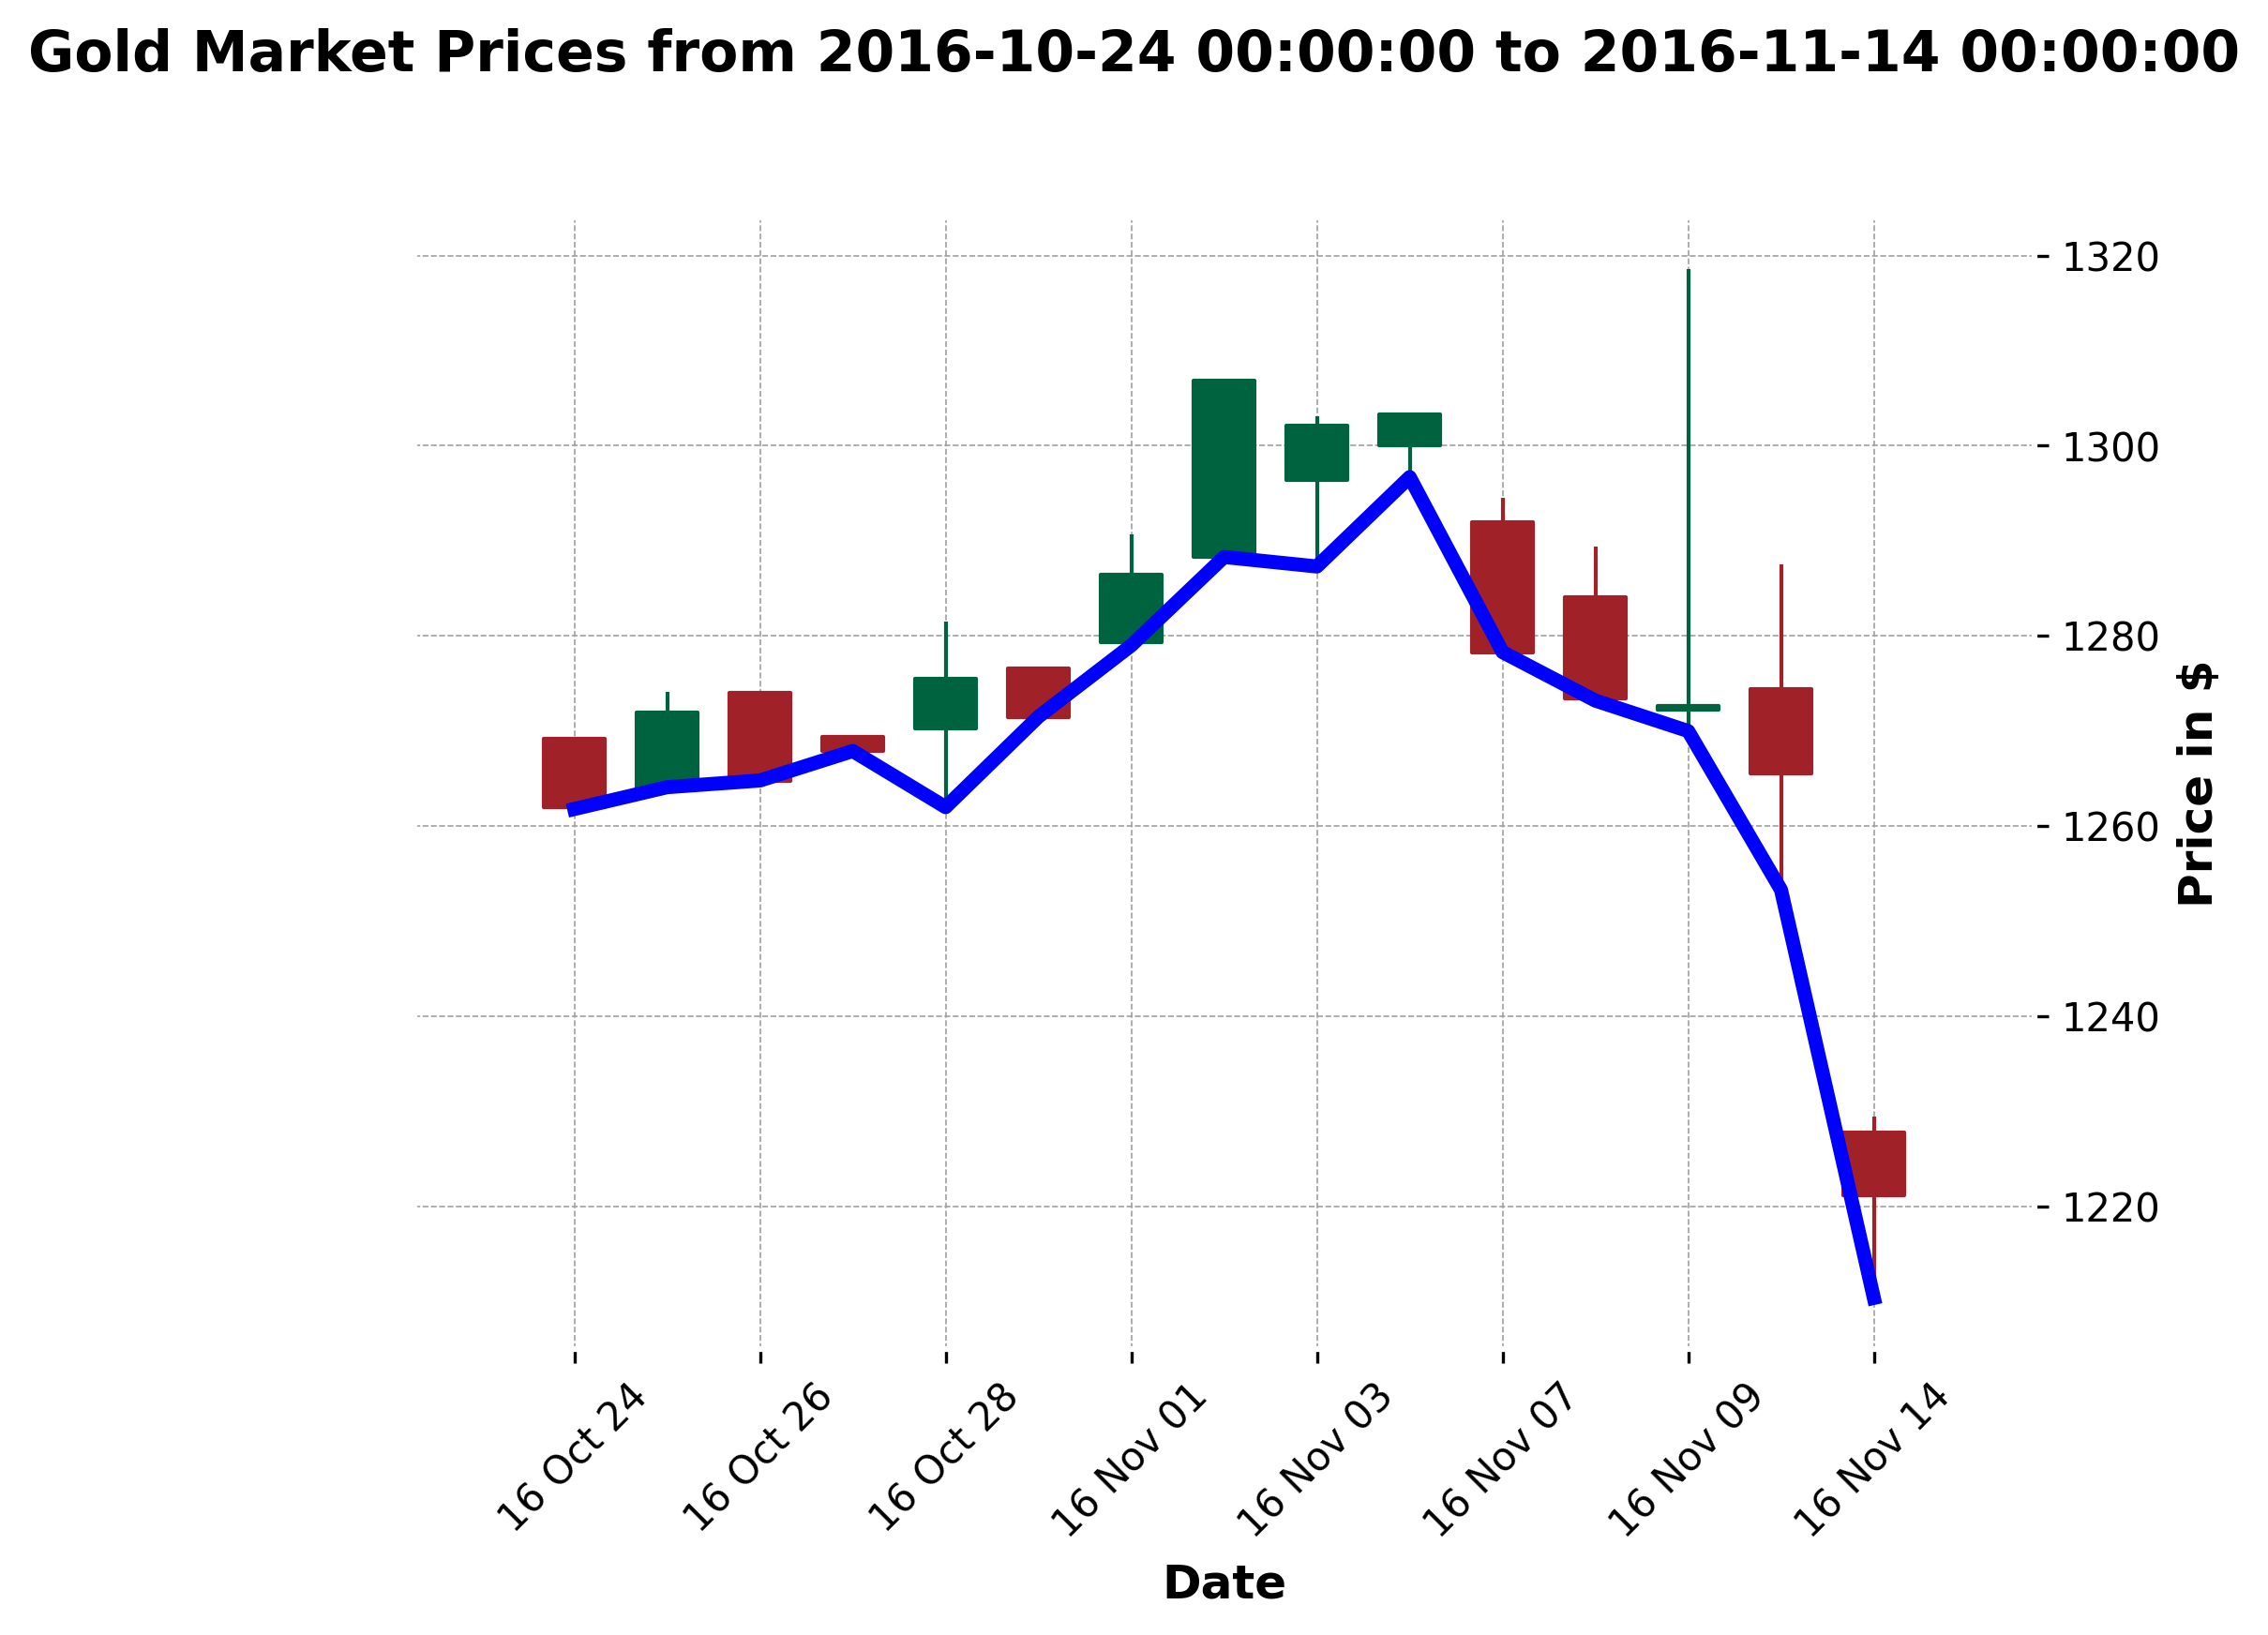 Gold Market Prices from 2016-10-24 00:00:00 to 2016-11-14 00:00:00
1320
1300
1280
1260
1240
1220
Price in $
16 Oct 24
16 Oct 26
16 Oct 28
16 Nov 01
16 Nov 03
16 Nov 07
16 Nov 09
16 Nov 14
Date